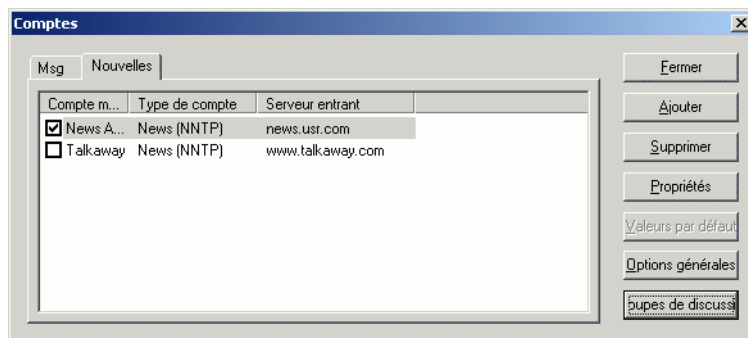 Comptes
Msg Nouvelles
Compte m... Type de compte Serveur entrant
News A... News (NNTP) news.usr.com
Talkaway News (NNTP) www.talkaway.com
Fermer
Ajouter
Supprimer
Propriétés
Valeurs par défaut
Options générales
oupes de discussi